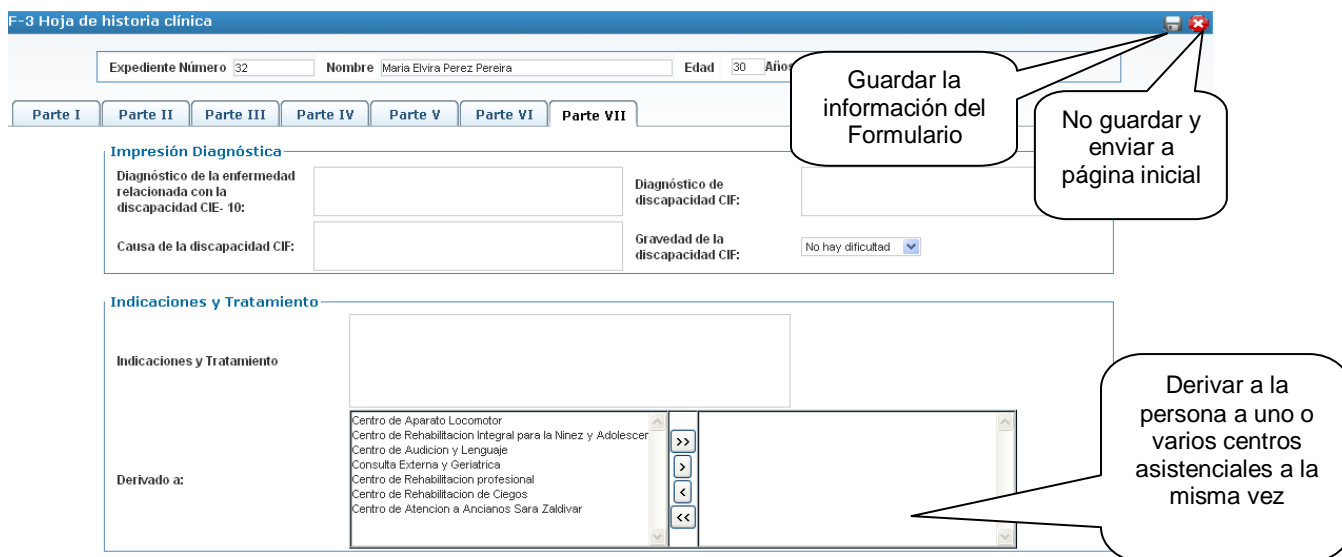 F-3 Hoja de historia clínica
Expediente Número 32 Nombre Maria Elvira Perez Pereira Edad 30 Años
Guardar la
información del
Formulario
No guardar y
enviar a
página inicial
Parte I Parte II Parte III Parte IV Parte V Parte VI Parte VII
Impresión Diagnóstica
Diagnóstico de la enfermedad
relacionada con la
discapacidad CIE- 10:
Diagnóstico de
discapacidad CIF:
Causa de la discapacidad CIF:
Gravedad de la
discapacidad CIF:
No hay dificultad
Indicaciones y Tratamiento
Indicaciones y Tratamiento
Derivado a:
Centro de Aparato Locomotor
Centro de Rehabilitacion Integral para la Ninez y Adolescer
Centro de Audicion y Lenguaje
Consulta Externa y Geriatrica
Centro de Rehabilitacion profesional
Centro de Rehabilitacion de Ciegos
Centro de Atencion a Ancianos Sara Zaldivar
>>
>
<
<<
Derivar a la
persona a uno o
varios centros
asistenciales a la
misma vez